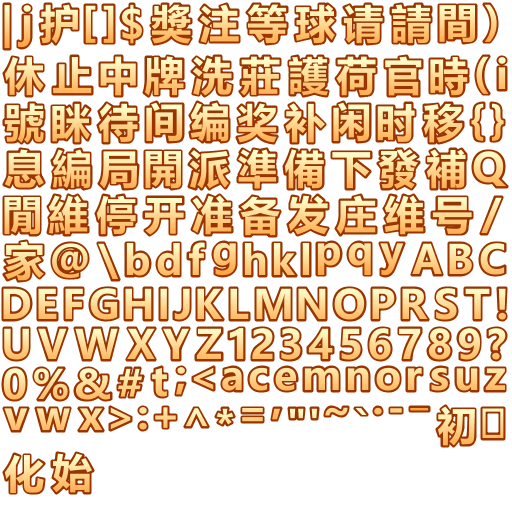 |j护[]$獎注等球请請間)
休止中牌洗莊護荷官時(i
號眯待间编奖补闲时移{}
息編局開派準備下發補Q
閒維停开准备发庄维号/
家@\bdfghklpqyABC
DEFGHIJKLMNOPRST!
UVWXYZ123456789?
0%&#t;<acemnorsuz
vwx>:+^*=′"'~`·ˉ–初□
化始